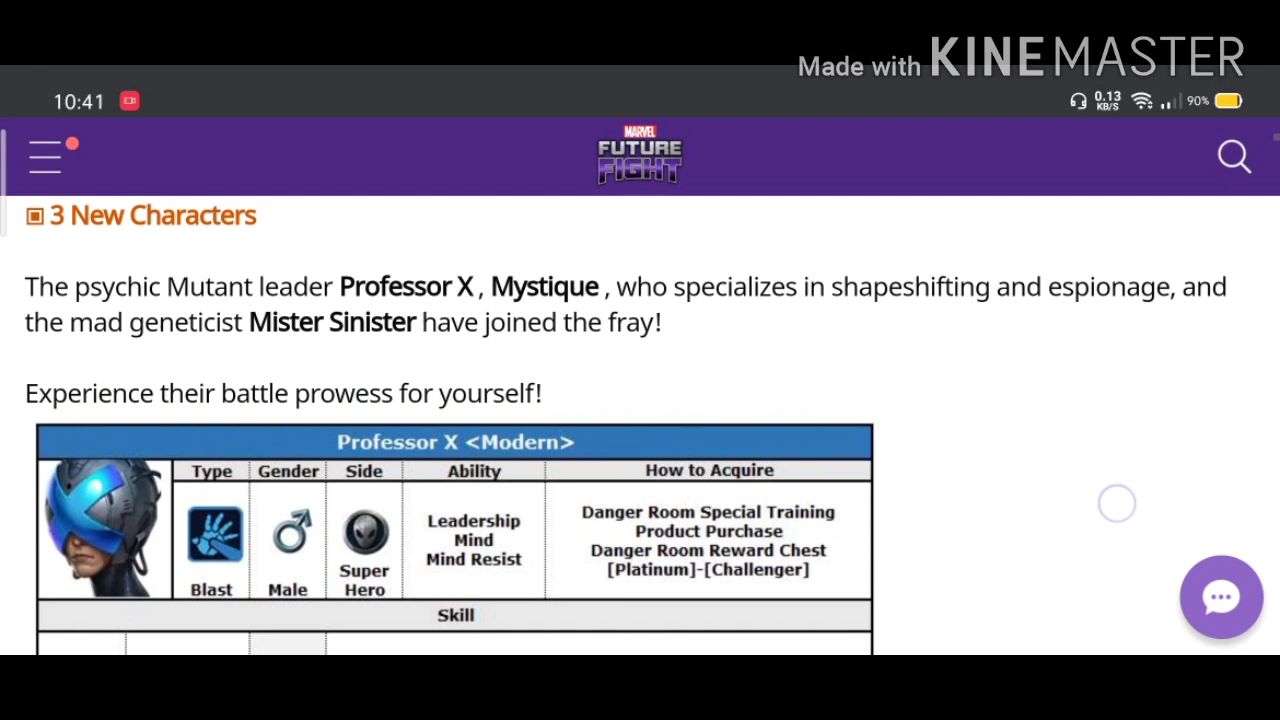 Made with KINEMASTER
10:41
0.13 KB/S
90%
MARVEL
FUTURE
FIGHT
3 New Characters
The psychic Mutant leader Professor X , Mystique , who specializes in shapeshifting and espionage, and
the mad geneticist Mister Sinister have joined the fray!
Experience their battle prowess for yourself!
Professor X <Modern>
Type Gender Side Ability How to Acquire
Blast
Male
Super
Hero
Leadership
Mind
Mind Resist
Danger Room Special Training
Product Purchase
Danger Room Reward Chest
[Platinum]-[Challenger]
Skill